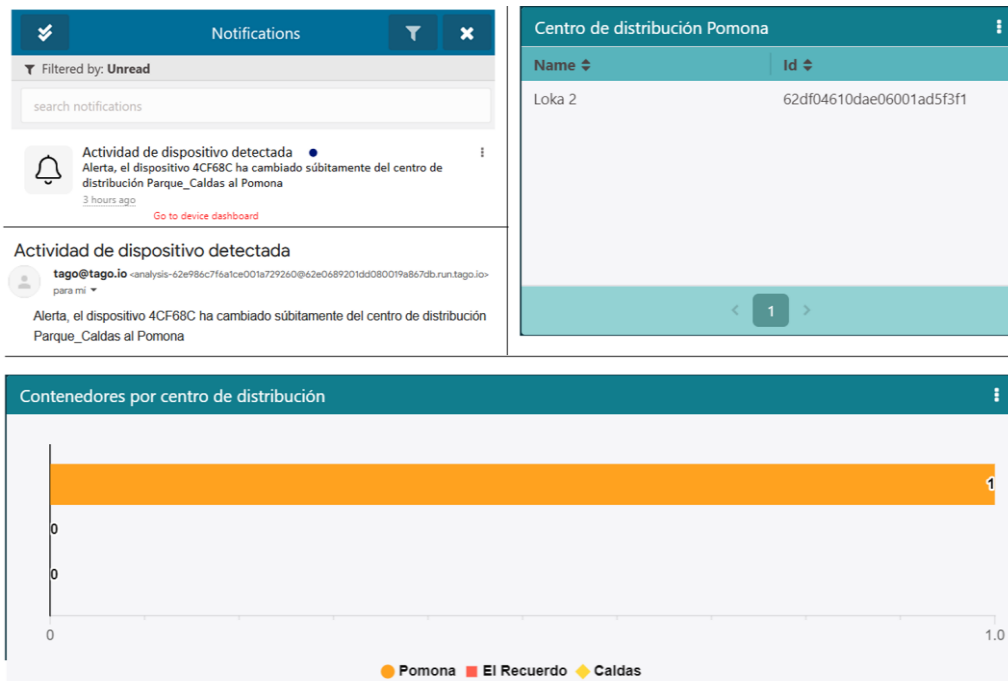 Notifications
Filtered by: Unread
search notifications
Actividad de dispositivo detectada
Alerta, el dispositivo 4CF68C ha cambiado súbitamente del centro de
distribución Parque_Caldas al Pomona
3 hours ago
Go to device dashboard
Actividad de dispositivo detectada
tago@tago.io <analysis-62e986c7f6a1ce001a729260@62e0689201dd080019a867db.run.tago.io>
para mi
Alerta, el dispositivo 4CF68C ha cambiado súbitamente del centro de distribución
Parque_Caldas al Pomona
Centro de distribución Pomona
Name Id
Loka 2 62df04610dae06001ad5f3f1
1
Contenedores por centro de distribución
1
0
0
0 1.0
Pomona El Recuerdo Caldas